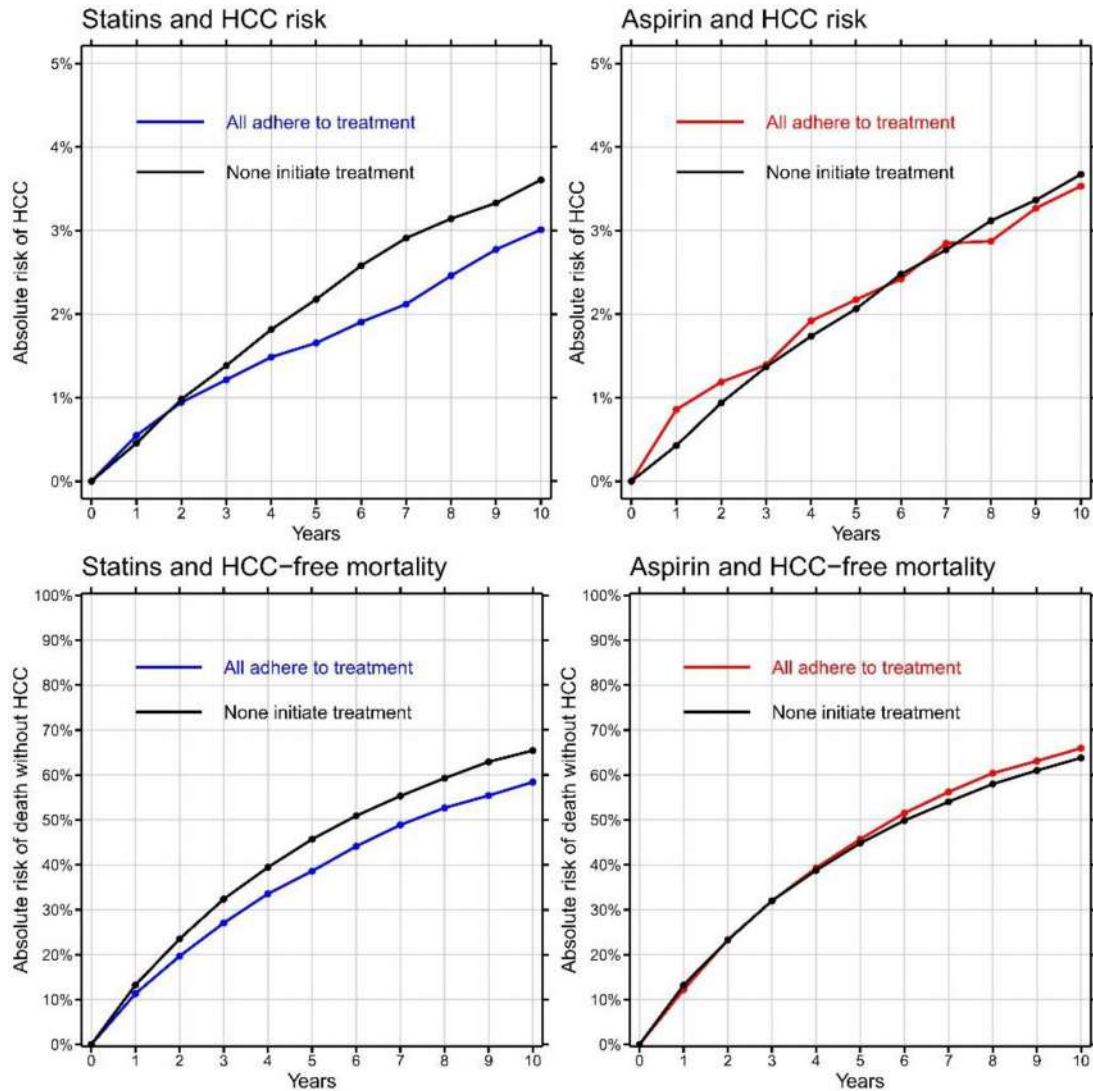 Statins and HCC risk
5%
4%
3%
2%
1%
0%
Absolute risk of HCC
All adhere to treatment
None initiate treatment
0 1 2 3 4 5 6 7 8 9 10
Years
Aspirin and HCC risk
5%
4%
3%
2%
1%
0%
Absolute risk of HCC
All adhere to treatment
None initiate treatment
0 1 2 3 4 5 6 7 8 9 10
Years
Statins and HCC−free mortality
100%
90%
80%
70%
60%
50%
40%
30%
20%
10%
0%
Absolute risk of death without HCC
All adhere to treatment
None initiate treatment
0 1 2 3 4 5 6 7 8 9 10
Years
Aspirin and HCC−free mortality
100%
90%
80%
70%
60%
50%
40%
30%
20%
10%
0%
Absolute risk of death without HCC
All adhere to treatment
None initiate treatment
0 1 2 3 4 5 6 7 8 9 10
Years